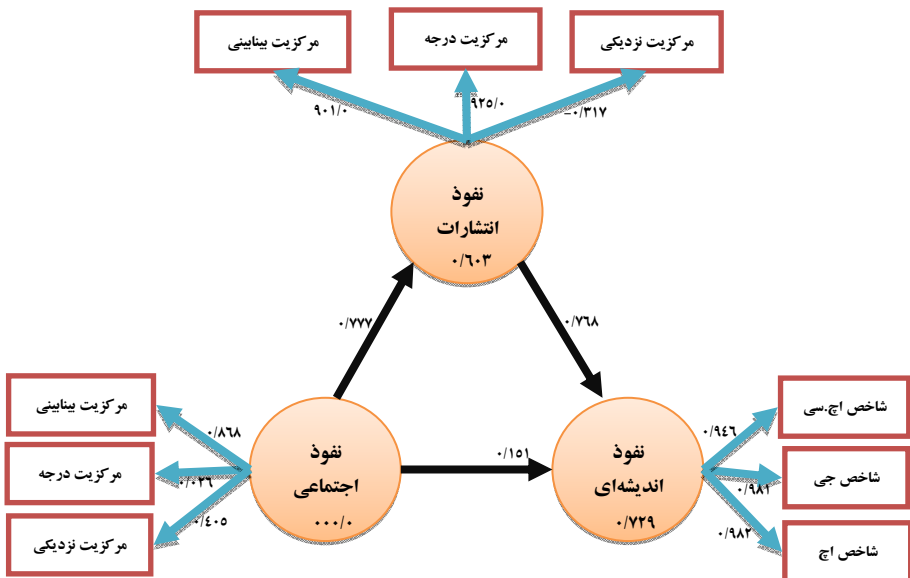 مرکزیت نزدیکی
مرکزیت درجه
مرکزیت بینابینی
-۰/۳۱۷
۹۲۵/۰
۹۰۱/۰
نفوذ
انتشارات
۰/۶۰۳
۰/۷۷۷
۰/۷۶۸
مرکزیت بینابینی
مرکزیت درجه
مرکزیت نزدیکی
۰/۸۶۸
۰/۴۰۵
نفوذ
اجتماعی
۰۰۰/۰
۰/۱۵۱
نفوذ
اندیشه‌ای
۰/۷۲۹
۰/۹۴۶
۰/۹۸۲
شاخص اچ.سی
شاخص جی
شاخص اچ